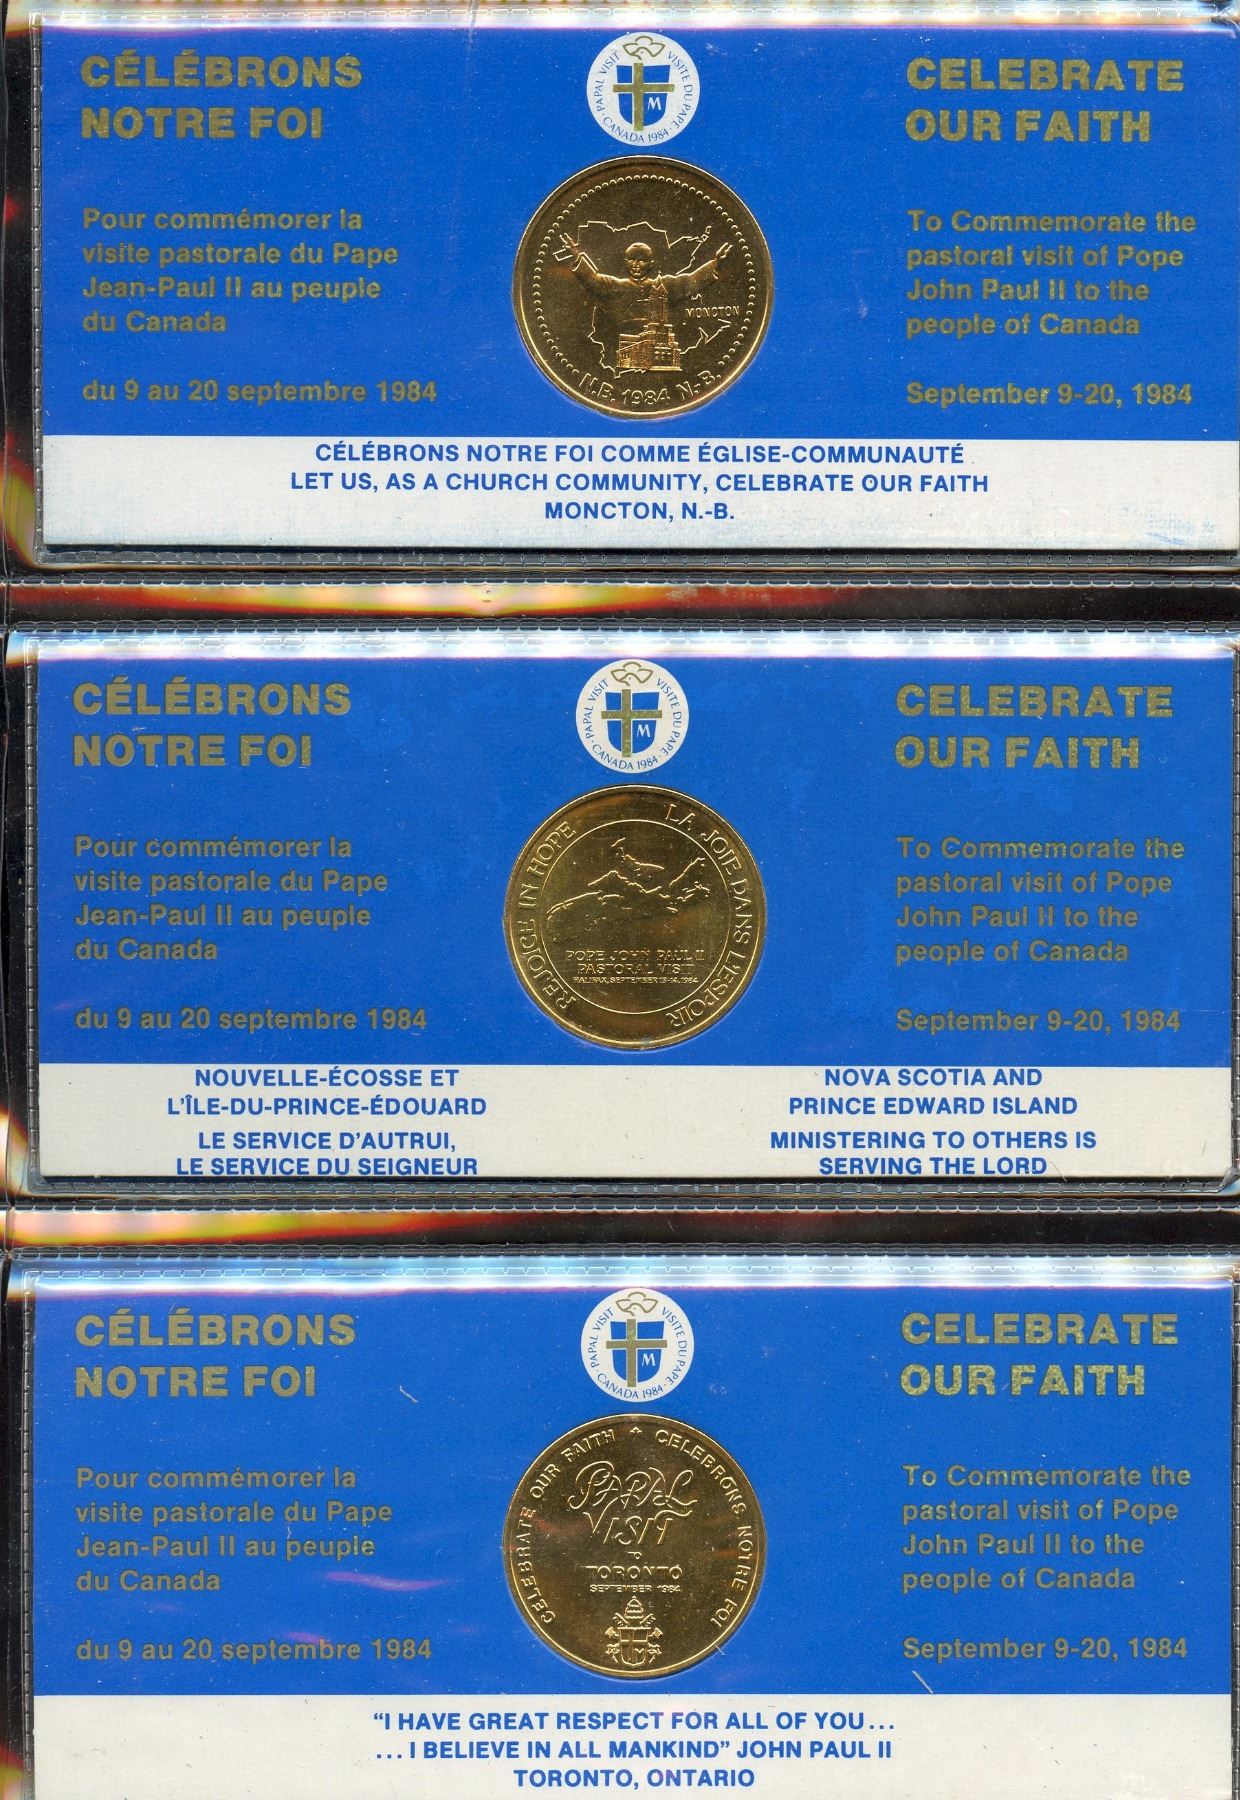 CÉLÉBRONS
NOTRE FOI
Pour commémorer la
visite pastorale du Pape
Jean-Paul II au peuple
du Canada
du 9 au 20 septembre 1984
PAPAL VISIT · VISITE DU PAPE · CANADA 1984 ·
M
MONCTON
N.B. 1984 N.-B.
CELEBRATE
OUR FAITH
To Commemorate the
pastoral visit of Pope
John Paul II to the
people of Canada
September 9-20, 1984
CÉLÉBRONS NOTRE FOI COMME ÉGLISE-COMMUNAUTÉ
LET US, AS A CHURCH COMMUNITY, CELEBRATE OUR FAITH
MONCTON, N.-B.
CÉLÉBRONS
NOTRE FOI
Pour commémorer la
visite pastorale du Pape
Jean-Paul II au peuple
du Canada
du 9 au 20 septembre 1984
PAPAL VISIT · VISITE DU PAPE · CANADA 1984 ·
M
REJOICE IN HOPE
LA JOIE DANS L'ESPOIR
POPE JOHN PAUL II
PASTORAL VISIT
HALIFAX, SEPTEMBER 13-14, 1984
CELEBRATE
OUR FAITH
To Commemorate the
pastoral visit of Pope
John Paul II to the
people of Canada
September 9-20, 1984
NOUVELLE-ÉCOSSE ET
L'ÎLE-DU-PRINCE-ÉDOUARD
LE SERVICE D'AUTRUI,
LE SERVICE DU SEIGNEUR
NOVA SCOTIA AND
PRINCE EDWARD ISLAND
MINISTERING TO OTHERS IS
SERVING THE LORD
CÉLÉBRONS
NOTRE FOI
Pour commémorer la
visite pastorale du Pape
Jean-Paul II au peuple
du Canada
du 9 au 20 septembre 1984
PAPAL VISIT · VISITE DU PAPE · CANADA 1984 ·
M
CELEBRATE OUR FAITH + CELEBRONS NOTRE FOI
PAPAL
VISIT
TO
TORONTO
SEPTEMBER 1984
M
CELEBRATE
OUR FAITH
To Commemorate the
pastoral visit of Pope
John Paul II to the
people of Canada
September 9-20, 1984
"I HAVE GREAT RESPECT FOR ALL OF YOU...
...I BELIEVE IN ALL MANKIND" JOHN PAUL II
TORONTO, ONTARIO